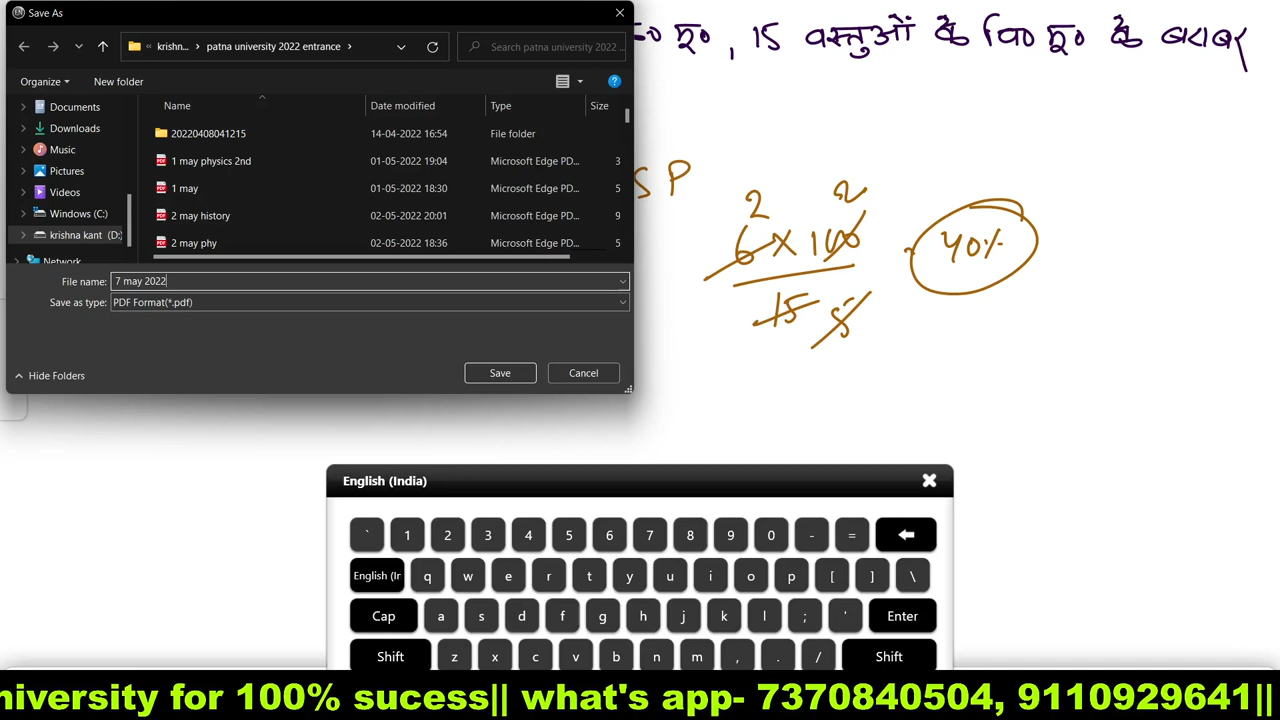 Save As
क्र० मू० , 15 वस्तुओं के वि० मू० के बराबर
krishn... > patna university 2022 entrance >
Search patna university 2022 ...
Organize
New folder
Name Date modified Type Size
Documents
Downloads
Music
Pictures
Videos
Windows (C:)
krishna kant (D:
Network
20220408041215 14-04-2022 16:54 File folder
1 may physics 2nd 01-05-2022 19:04 Microsoft Edge PD... 3
1 may 01-05-2022 18:30 Microsoft Edge PD... 5
2 may history 02-05-2022 20:01 Microsoft Edge PD... 9
2 may phy 02-05-2022 18:36 Microsoft Edge PD... 5
File name: 7 may 2022
Save as type: PDF Format(*.pdf)
Hide Folders
Save
Cancel
S P
2 2
6 X 100
15 5
40%
English (India)
` 1 2 3 4 5 6 7 8 9 0 - =
English (Ir q w e r t y u i o p [ ] \
Cap a s d f g h j k l ; ' Enter
Shift z x c v b n m , . / Shift
niversity for 100% sucess|| what's app- 7370840504, 9110929641||